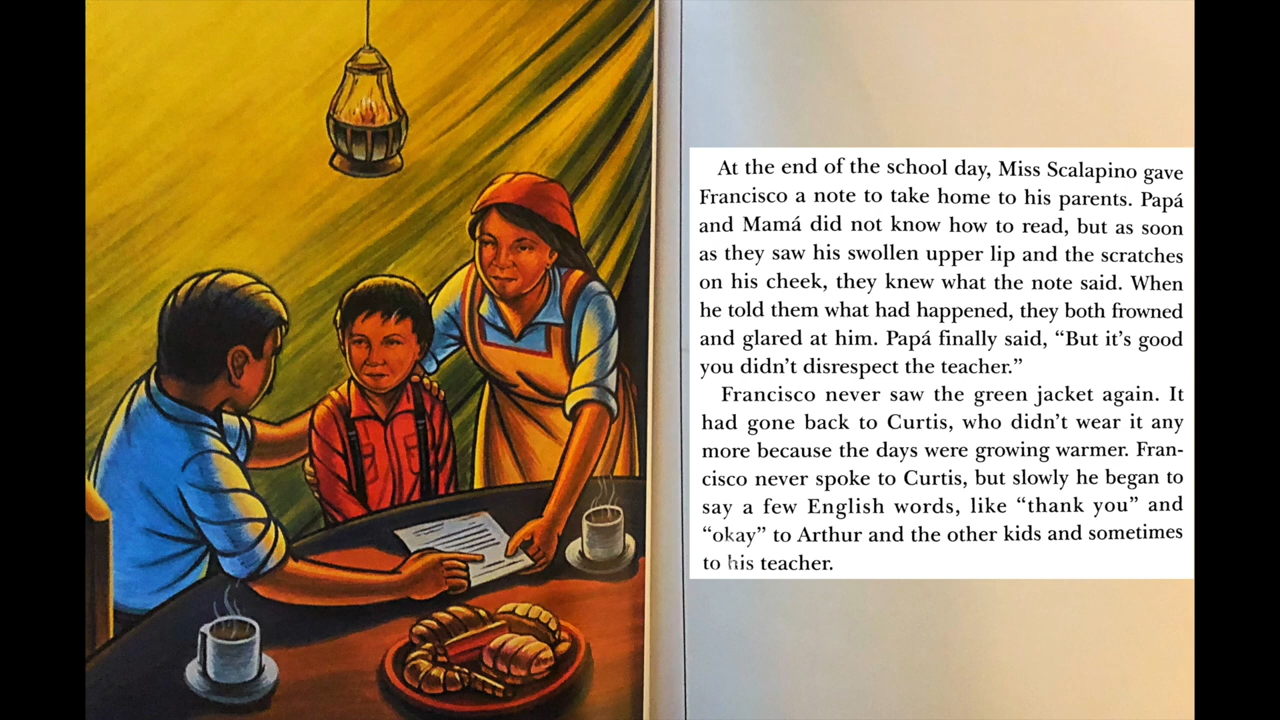 At the end of the school day, Miss Scalapino gave
Francisco a note to take home to his parents. Papá
and Mamá did not know how to read, but as soon
as they saw his swollen upper lip and the scratches
on his cheek, they knew what the note said. When
he told them what had happened, they both frowned
and glared at him. Papá finally said, “But it’s good
you didn’t disrespect the teacher.”
Francisco never saw the green jacket again. It
had gone back to Curtis, who didn’t wear it any
more because the days were growing warmer. Fran-
cisco never spoke to Curtis, but slowly he began to
say a few English words, like “thank you” and
“okay” to Arthur and the other kids and sometimes
to his teacher.